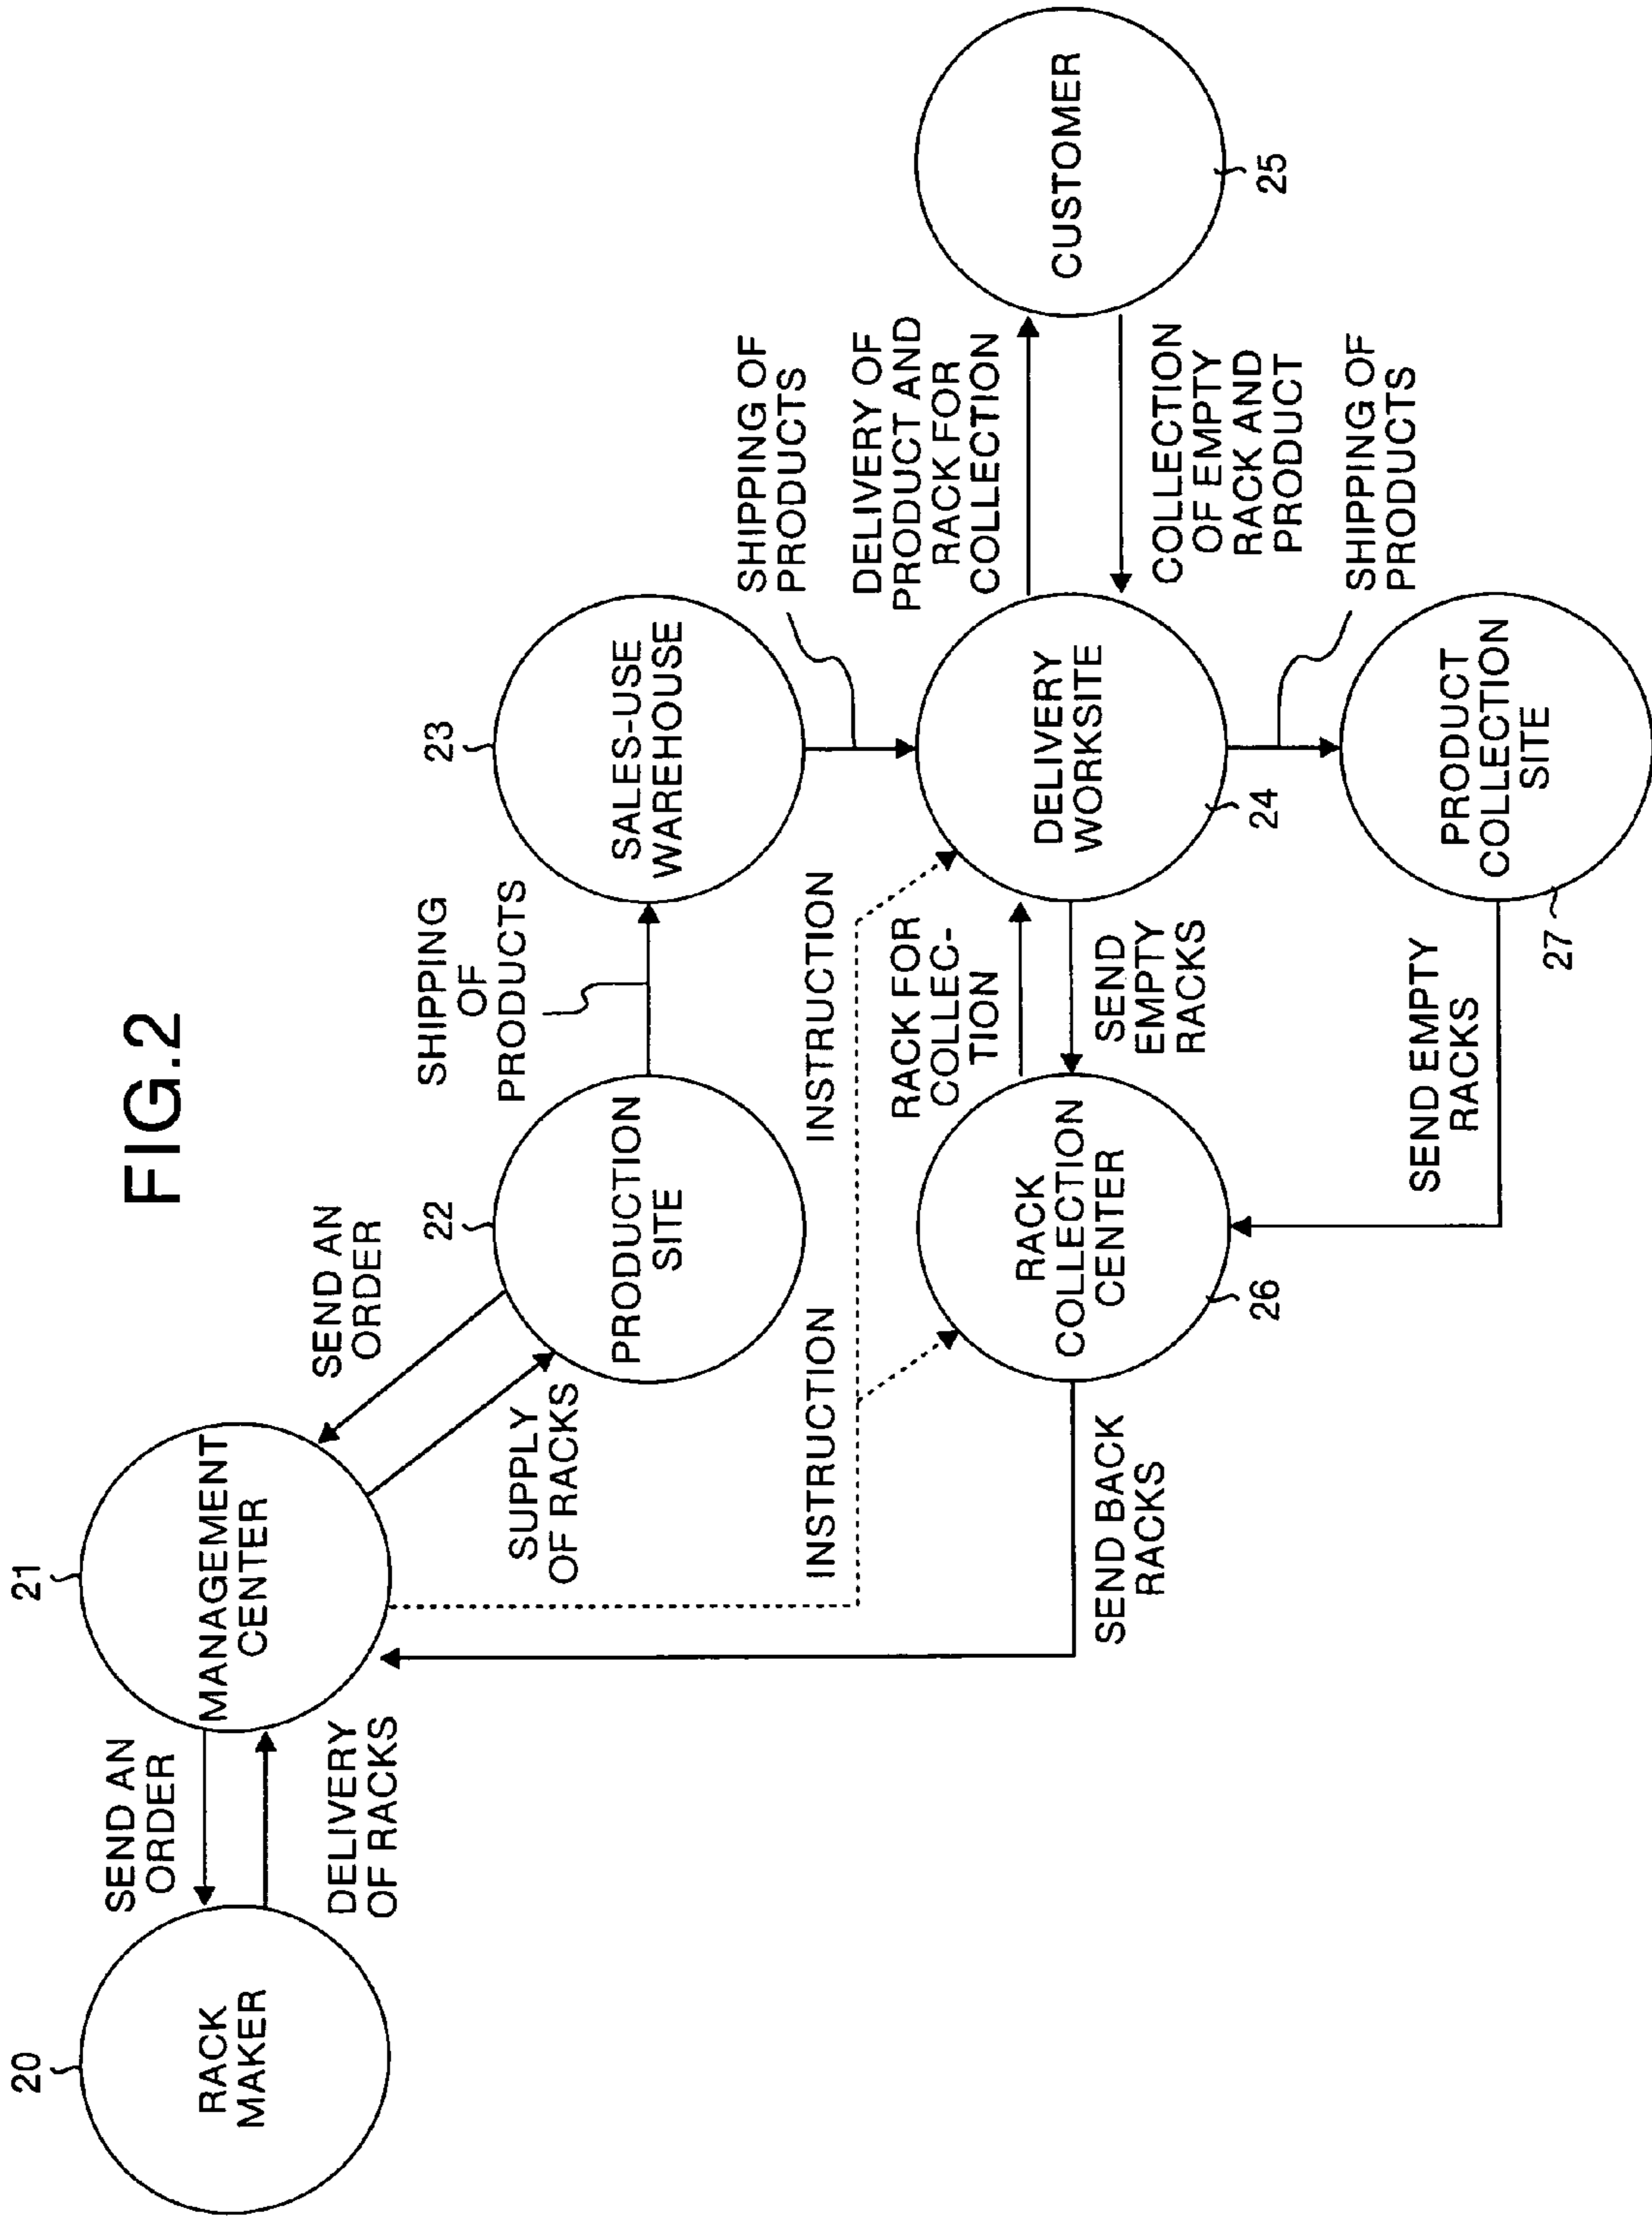 FIG.2
20
RACK
MAKER
SEND AN
ORDER
DELIVERY
OF RACKS
21
MANAGEMENT
CENTER
SEND AN
ORDER
SUPPLY
OF RACKS
22
PRODUCTION
SITE
SHIPPING
OF
PRODUCTS
23
SALES-USE
WAREHOUSE
SHIPPING OF
PRODUCTS
INSTRUCTION
INSTRUCTION
DELIVERY OF
PRODUCT AND
RACK FOR
COLLECTION
CUSTOMER
25
COLLECTION
OF EMPTY
RACK AND
PRODUCT
DELIVERY
WORKSITE
24
RACK FOR
COLLEC-
TION
SEND
EMPTY
RACKS
RACK
COLLECTION
CENTER
26
SEND BACK
RACKS
SHIPPING OF
PRODUCTS
PRODUCT
COLLECTION
SITE
27
SEND EMPTY
RACKS